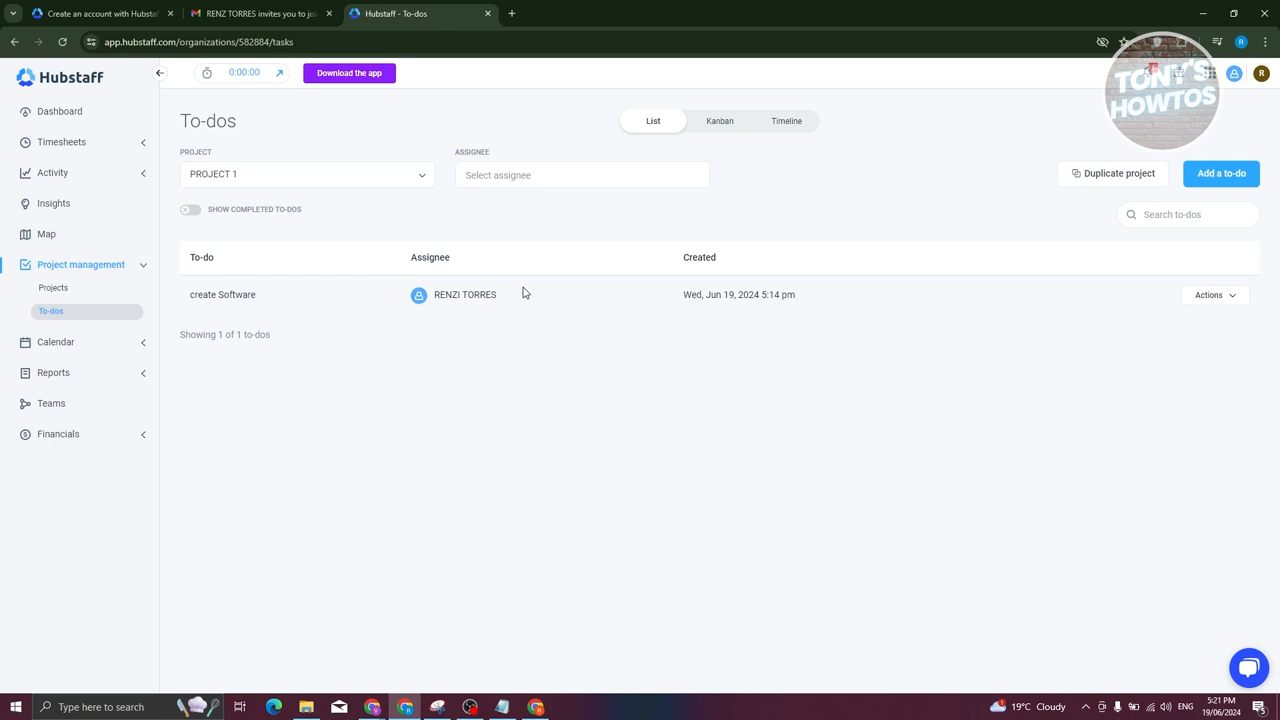 Create an account with Hubsta
RENZ TORRES invites you to joi
Hubstaff - To-dos
app.hubstaff.com/organizations/582884/tasks
R
Hubstaff
0:00:00
Download the app
R
TONY'S
HOWTOS
Dashboard
Timesheets
Activity
Insights
Map
Project management
Projects
To-dos
Calendar
Reports
Teams
Financials
To-dos
List
Kanban
Timeline
PROJECT
ASSIGNEE
PROJECT 1
Select assignee
Duplicate project
Add a to-do
SHOW COMPLETED TO-DOS
Search to-dos
To-do
Assignee
Created
create Software
RENZI TORRES
Wed, Jun 19, 2024 5:14 pm
Actions
Showing 1 of 1 to-dos
Type here to search
19°C Cloudy
5:21 PM
19/06/2024